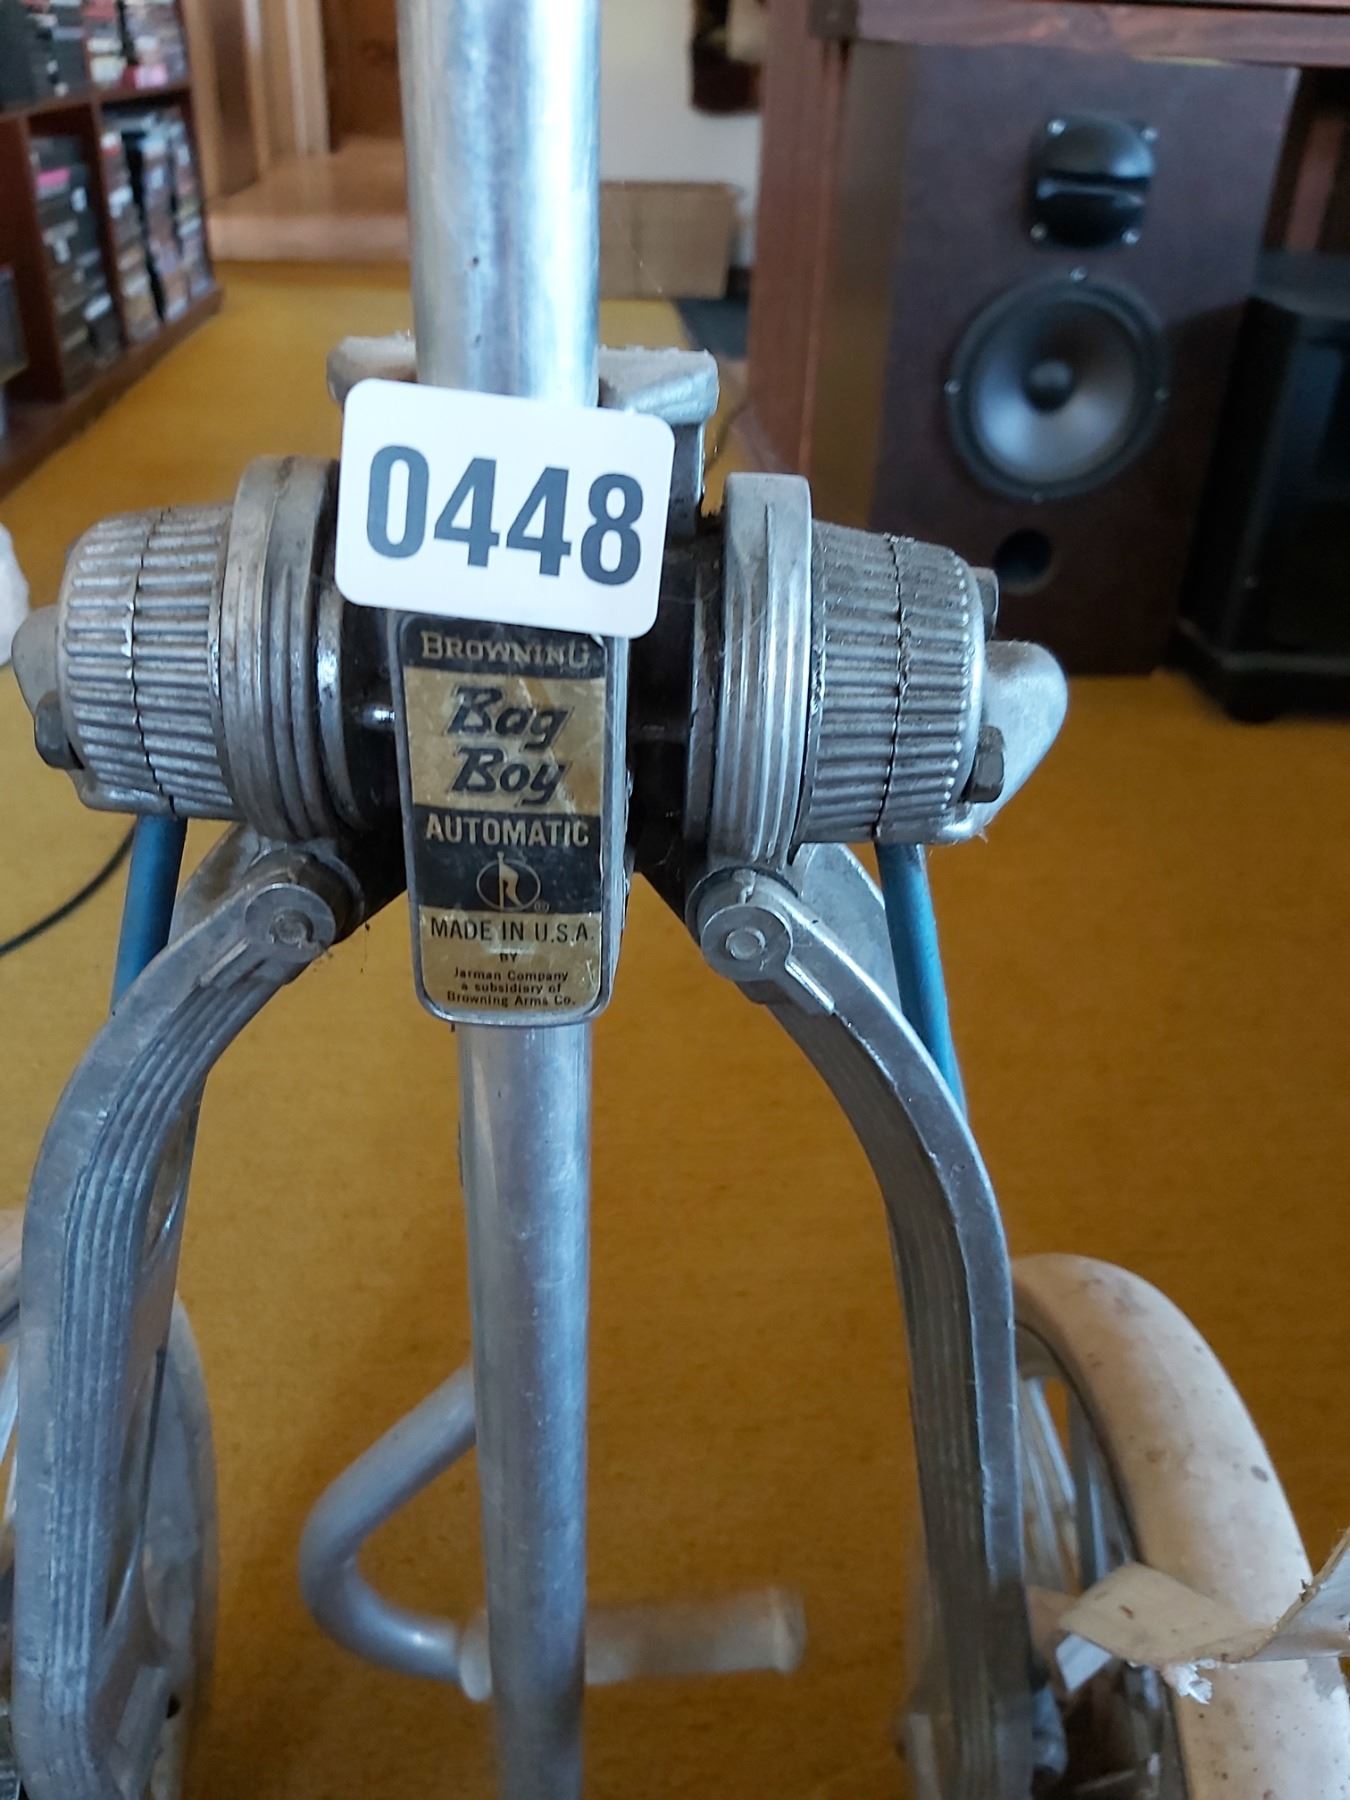 0448
BROWNING
Bag
Boy
AUTOMATIC
MADE IN U.S.A.
BY
Jarman Company
a subsidiary of
Browning Arms Co.